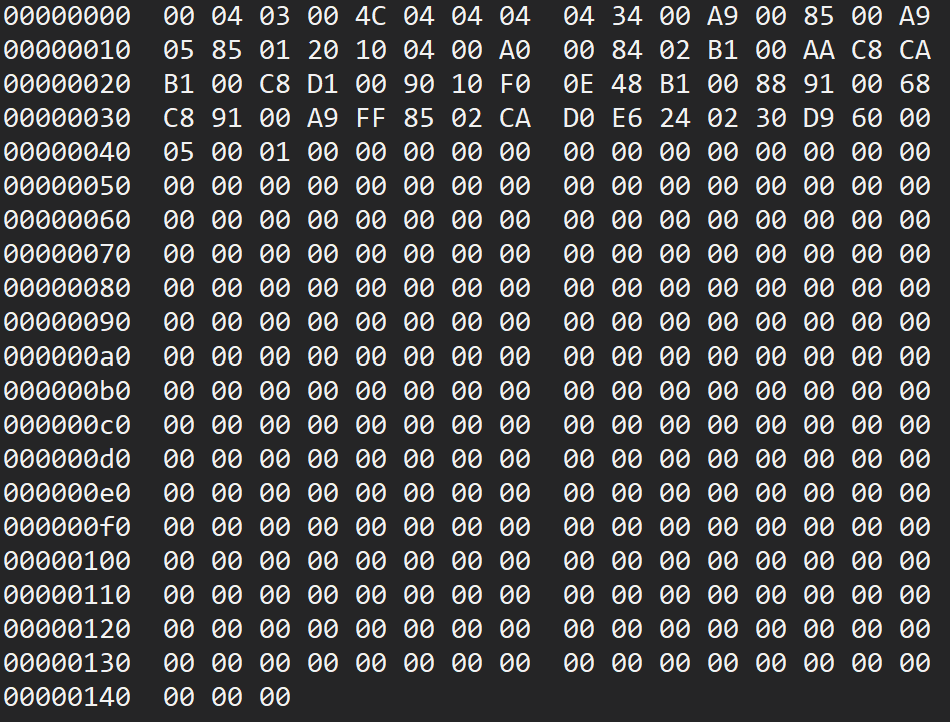 00000000  00 04 03 00 4C 04 04 04  04 34 00 A9 00 85 00 A9
00000010  05 85 01 20 10 04 00 A0  00 84 02 B1 00 AA C8 CA
00000020  B1 00 C8 D1 00 90 10 F0  0E 48 B1 00 88 91 00 68
00000030  C8 91 00 A9 FF 85 02 CA  D0 E6 24 02 30 D9 60 00
00000040  05 00 01 00 00 00 00 00  00 00 00 00 00 00 00 00
00000050  00 00 00 00 00 00 00 00  00 00 00 00 00 00 00 00
00000060  00 00 00 00 00 00 00 00  00 00 00 00 00 00 00 00
00000070  00 00 00 00 00 00 00 00  00 00 00 00 00 00 00 00
00000080  00 00 00 00 00 00 00 00  00 00 00 00 00 00 00 00
00000090  00 00 00 00 00 00 00 00  00 00 00 00 00 00 00 00
000000a0  00 00 00 00 00 00 00 00  00 00 00 00 00 00 00 00
000000b0  00 00 00 00 00 00 00 00  00 00 00 00 00 00 00 00
000000c0  00 00 00 00 00 00 00 00  00 00 00 00 00 00 00 00
000000d0  00 00 00 00 00 00 00 00  00 00 00 00 00 00 00 00
000000e0  00 00 00 00 00 00 00 00  00 00 00 00 00 00 00 00
000000f0  00 00 00 00 00 00 00 00  00 00 00 00 00 00 00 00
00000100  00 00 00 00 00 00 00 00  00 00 00 00 00 00 00 00
00000110  00 00 00 00 00 00 00 00  00 00 00 00 00 00 00 00
00000120  00 00 00 00 00 00 00 00  00 00 00 00 00 00 00 00
00000130  00 00 00 00 00 00 00 00  00 00 00 00 00 00 00 00
00000140  00 00 00